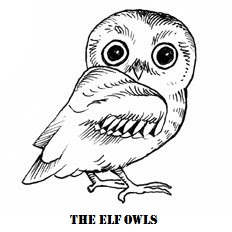 THE ELF OWLS